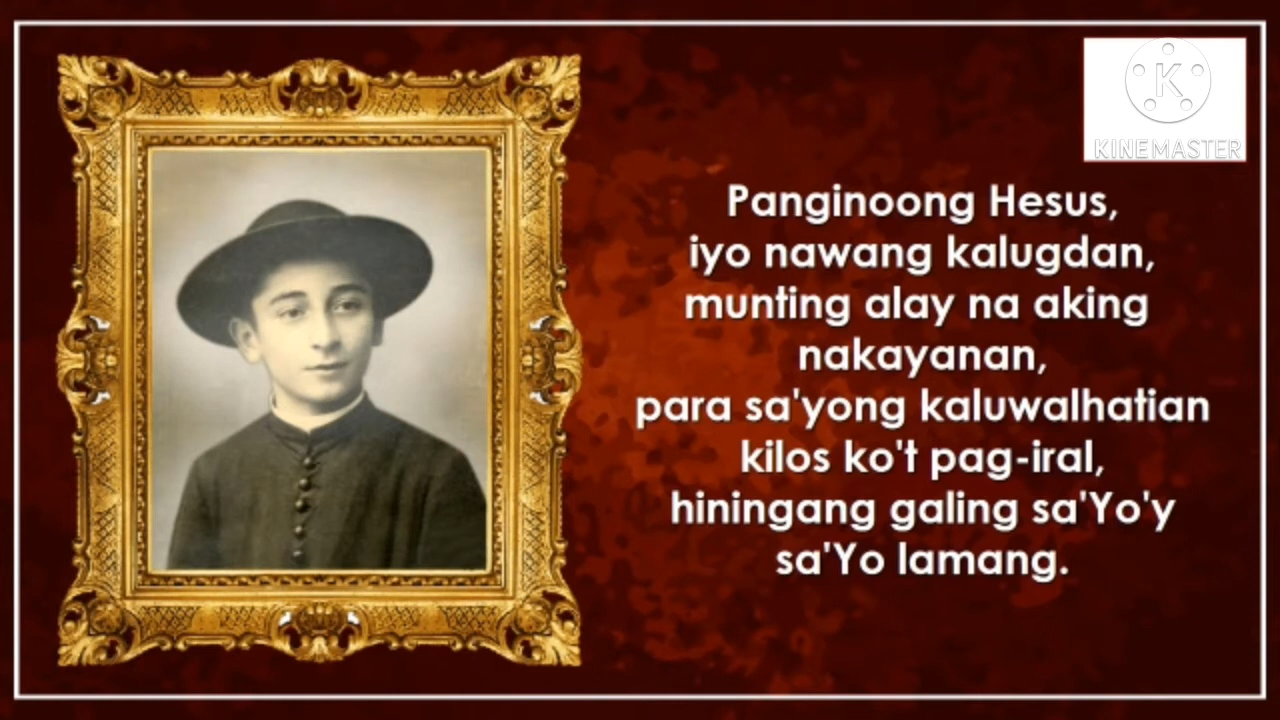 K
KINEMASTER
Panginoong Hesus,
iyo nawang kalugdan,
munting alay na aking
nakayanan,
para sa'yong kaluwalhatian
kilos ko't pag-iral,
hiningang galing sa'Yo'y
sa'Yo lamang.